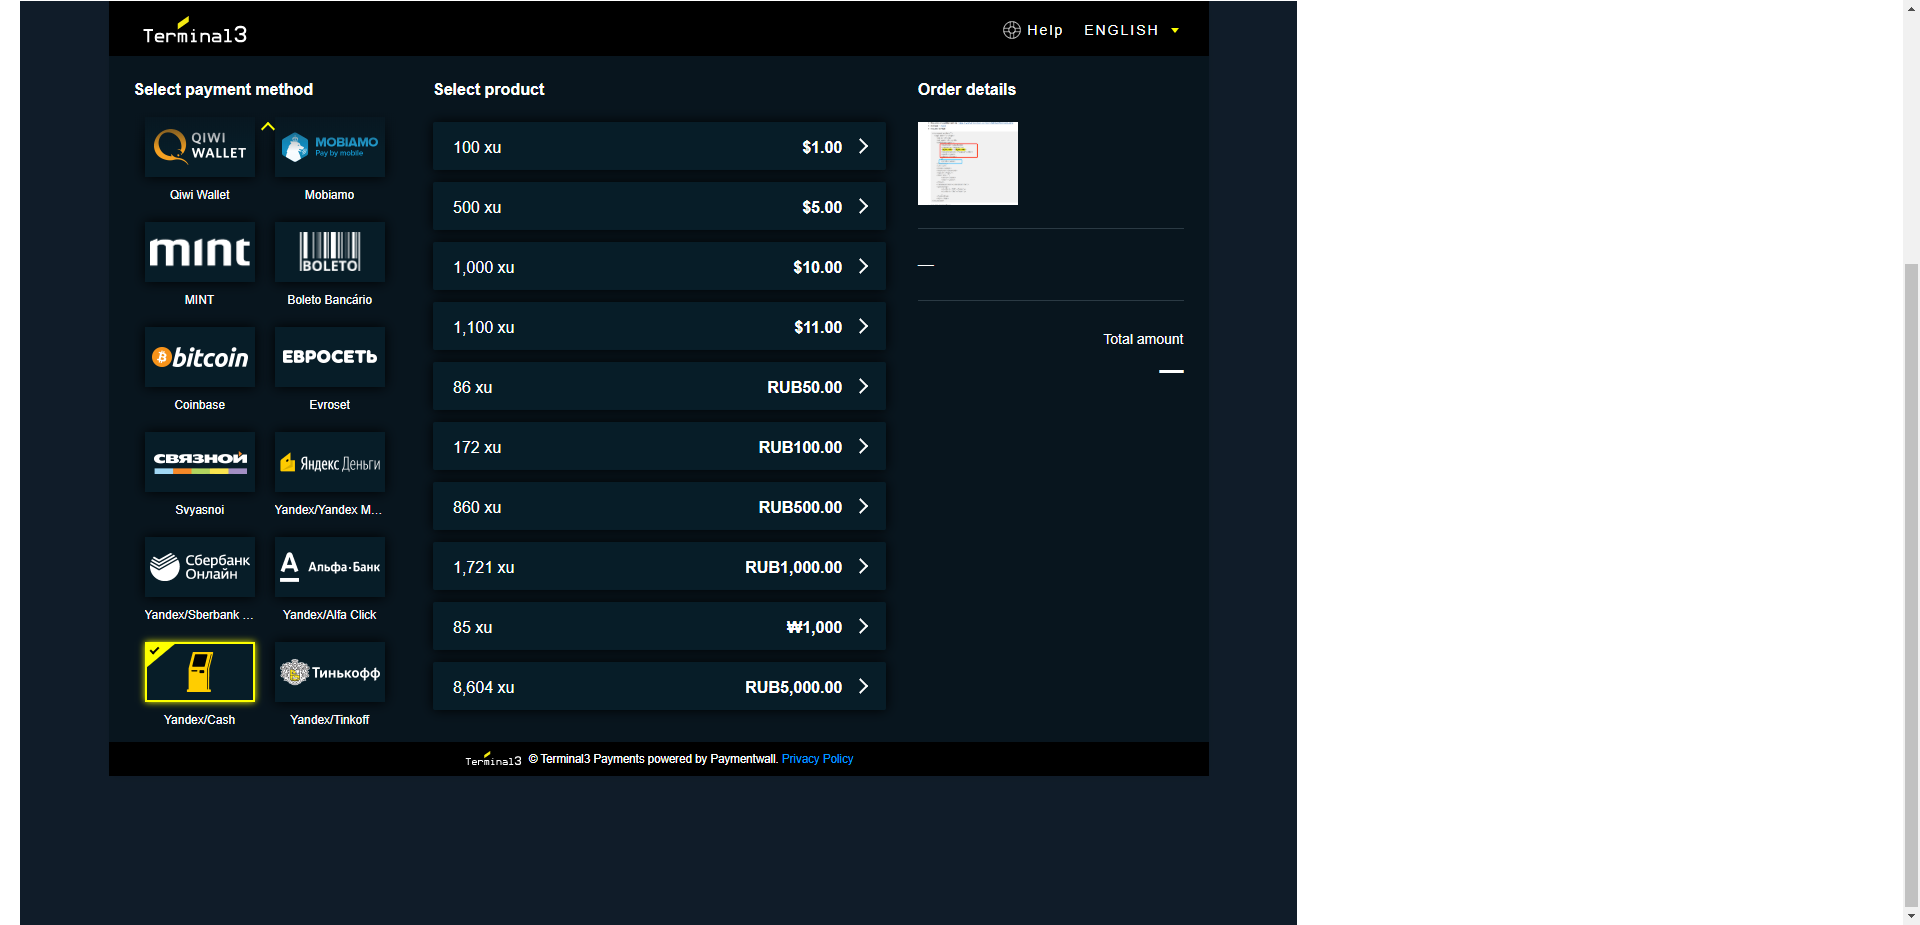 Terminal3
Help
ENGLISH
Select payment method
QIWI
WALLET
MOBIAMO
Pay by mobile
Qiwi Wallet
Mobiamo
mint
BOLETO
MINT
Boleto Bancário
bitcoin
ЕВРОСЕТЬ
Coinbase
Evroset
СВЯЗНОЙ
Яндекс Деньги
Svyasnoi
Yandex/Yandex M...
Сбербанк
Онлайн
А
Альфа·Банк
Yandex/Sberbank ...
Yandex/Alfa Click
Тинькофф
Yandex/Cash
Yandex/Tinkoff
Select product
100 xu $1.00
500 xu $5.00
1,000 xu $10.00
1,100 xu $11.00
86 xu RUB50.00
172 xu RUB100.00
860 xu RUB500.00
1,721 xu RUB1,000.00
85 xu ₩1,000
8,604 xu RUB5,000.00
Order details
—
Total amount
—
Terminal3 © Terminal3 Payments powered by Paymentwall. Privacy Policy